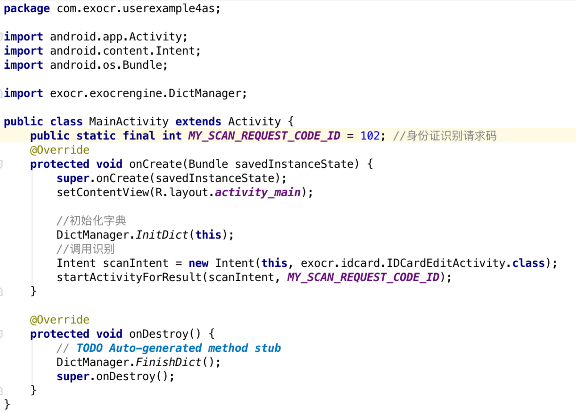 package com.exocr.userexample4as;
import android.app.Activity;
import android.content.Intent;
import android.os.Bundle;
import exocr.exocrengine.DictManager;
public class MainActivity extends Activity {
public static final int MY_SCAN_REQUEST_CODE_ID = 102; //身份证识别请求码
@Override
protected void onCreate(Bundle savedInstanceState) {
super.onCreate(savedInstanceState);
setContentView(R.layout.activity_main);
//初始化字典
DictManager.InitDict(this);
//调用识别
Intent scanIntent = new Intent(this, exocr.idcard.IDCardEditActivity.class);
startActivityForResult(scanIntent, MY_SCAN_REQUEST_CODE_ID);
}
@Override
protected void onDestroy() {
// TODO Auto-generated method stub
DictManager.FinishDict();
super.onDestroy();
}
}